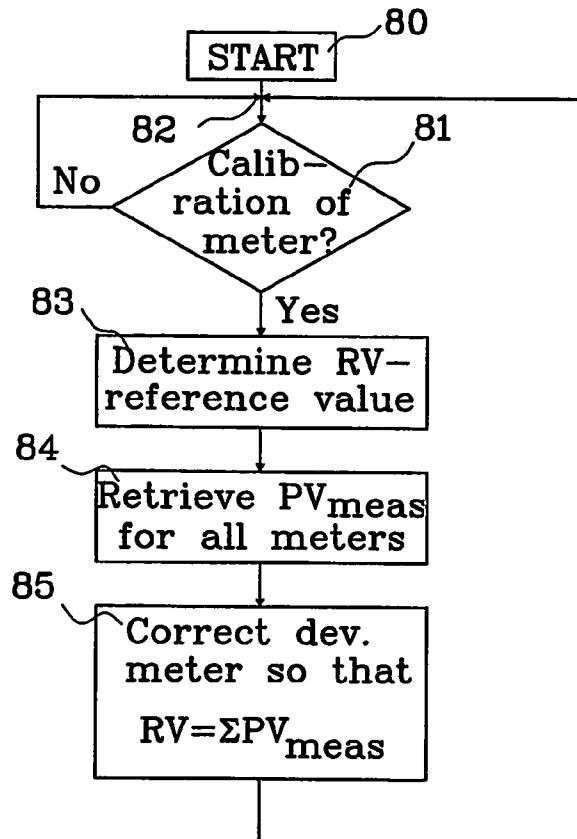 80
START
82
81
Calib-
ration of
meter?
No
Yes
83
Determine RV-
reference value
84
Retrieve PVmeas
for all meters
85
Correct dev.
meter so that
RV=ΣPVmeas